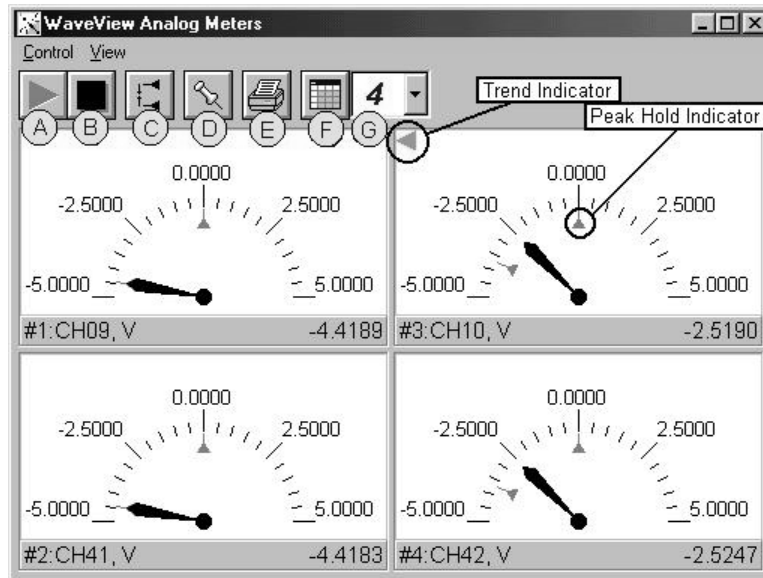 WaveView Analog Meters
Control View
4
Trend Indicator
Peak Hold Indicator
A B C D E F G
0.0000
-2.5000 2.5000
-5.0000 5.0000
#1:CH09, V -4.4189
0.0000
-2.5000 2.5000
-5.0000 5.0000
#3:CH10, V -2.5190
0.0000
-2.5000 2.5000
-5.0000 5.0000
#2:CH41, V -4.4183
0.0000
-2.5000 2.5000
-5.0000 5.0000
#4:CH42, V -2.5247